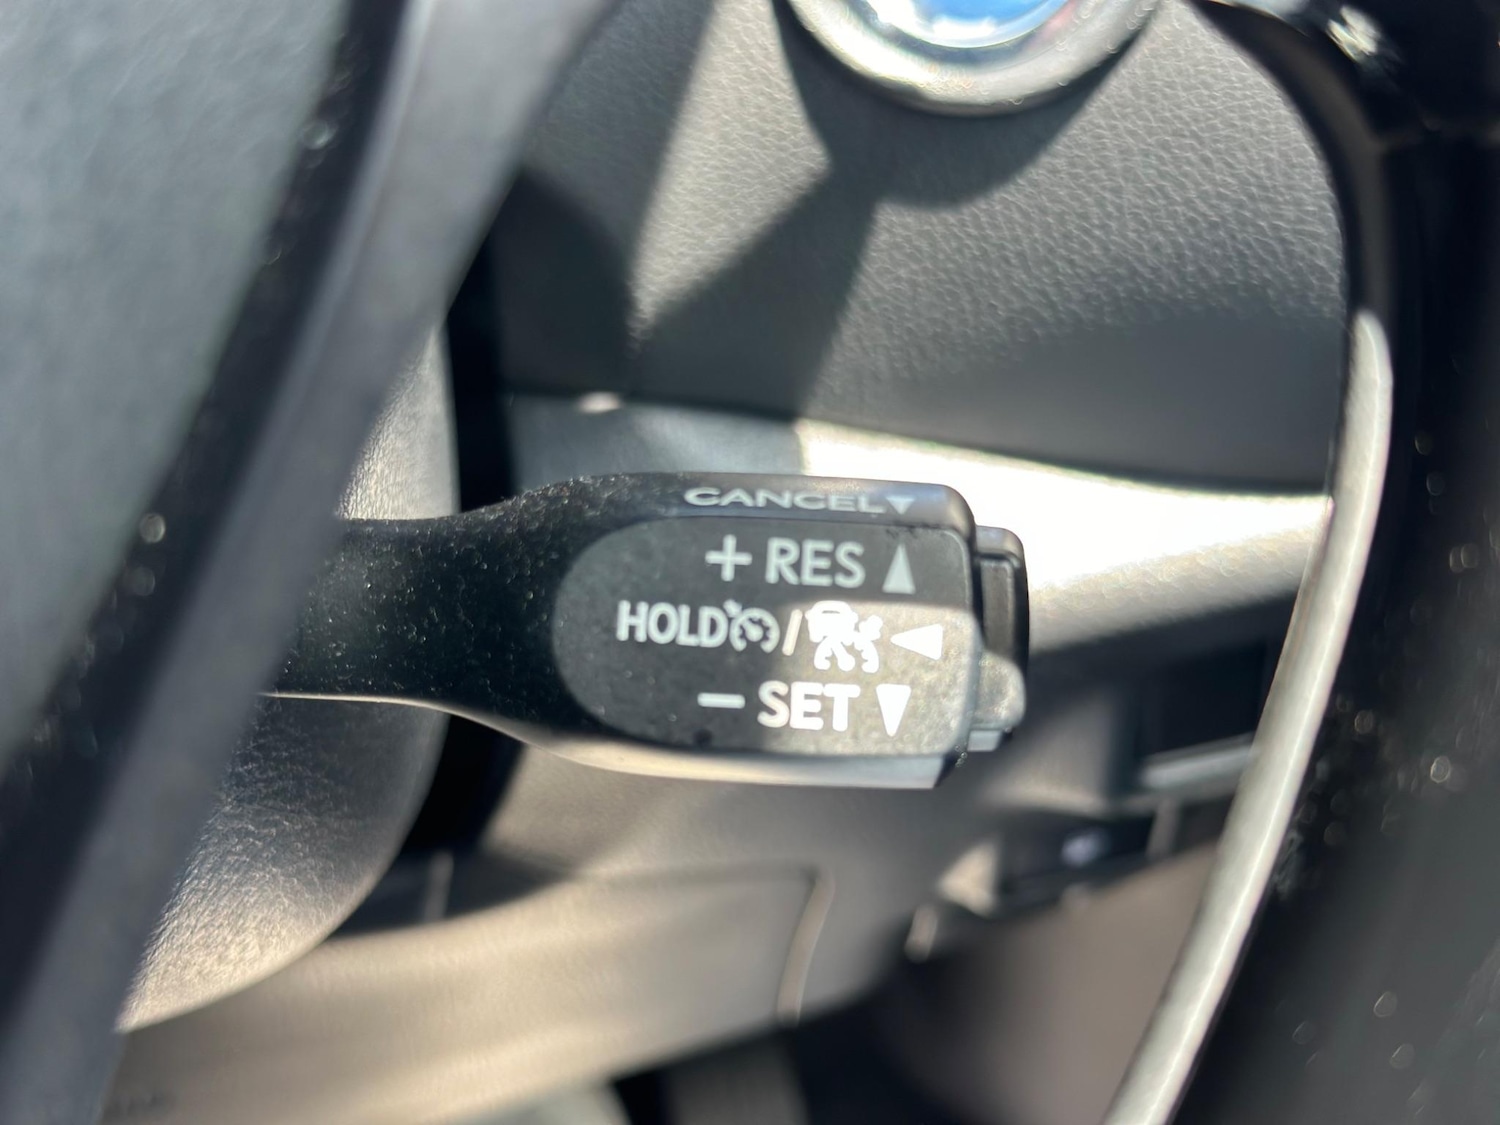 CANCEL▼
+ RES ▲
HOLD / ◀
− SET ▼